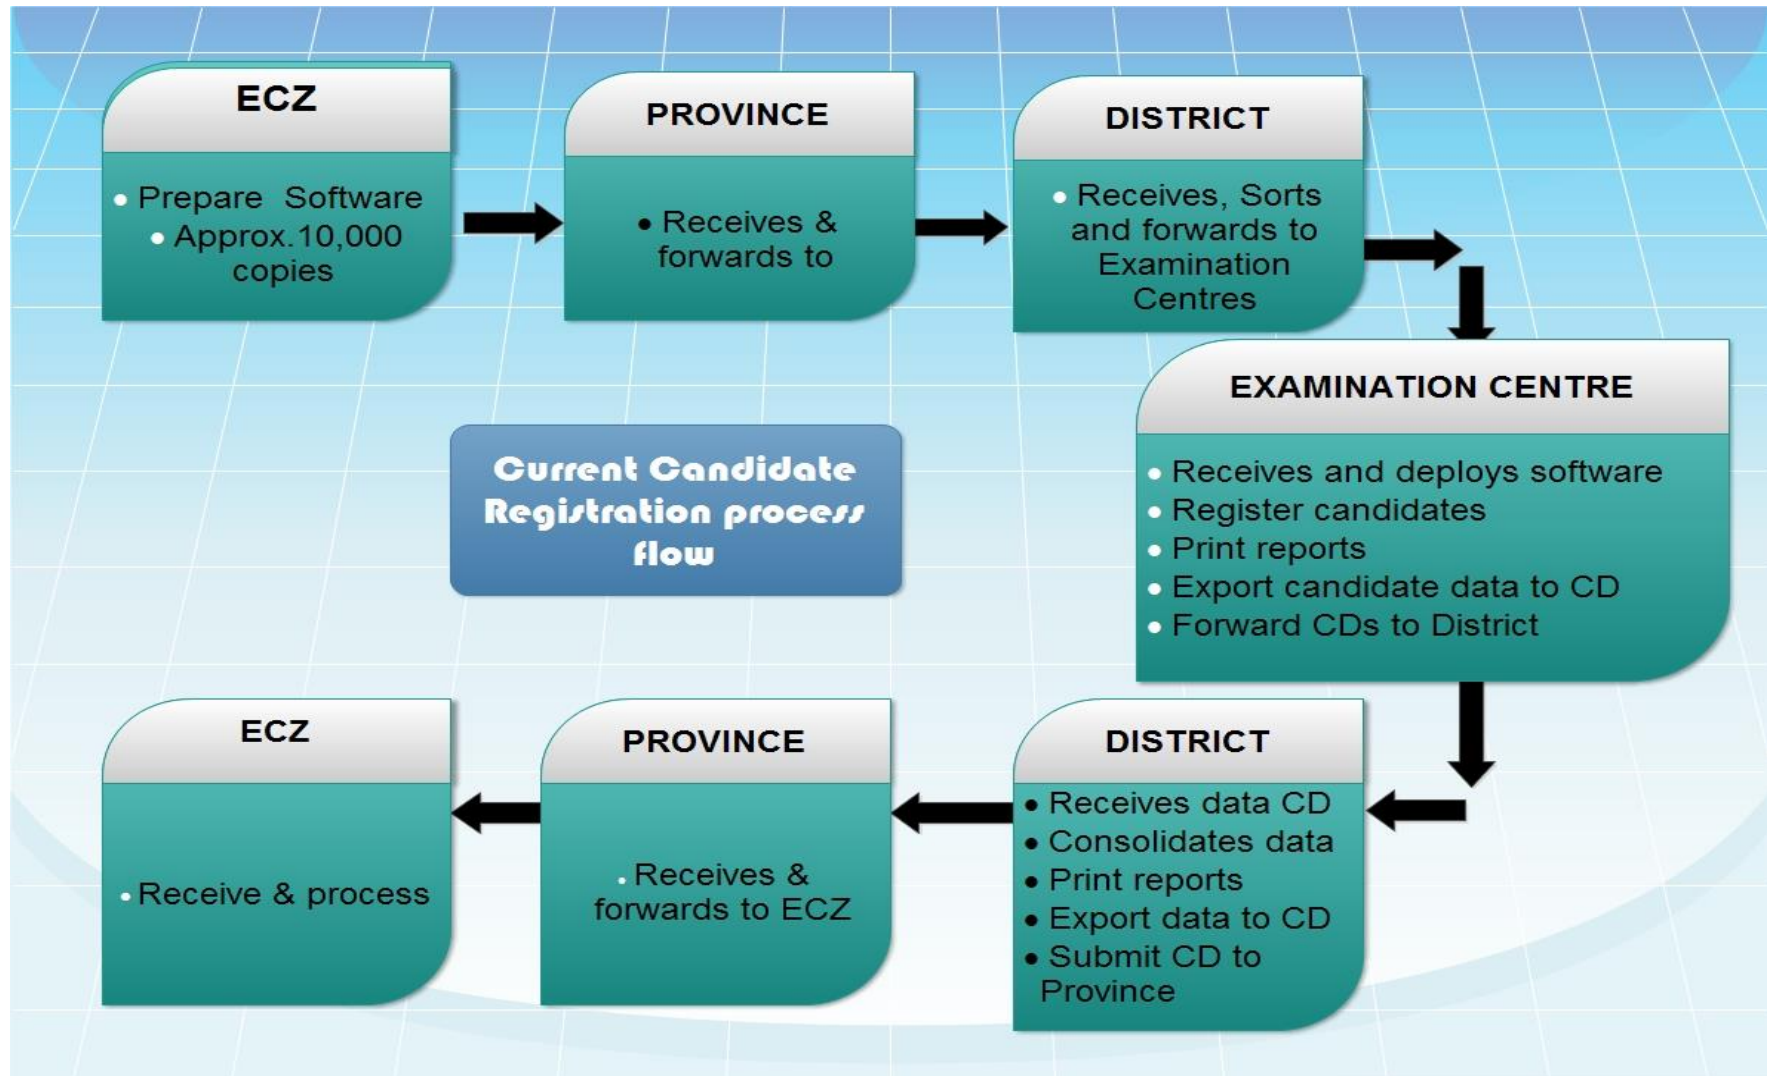 ECZ
• Prepare  Software
• Approx.10,000
copies
PROVINCE
• Receives &
forwards to
DISTRICT
• Receives, Sorts
and forwards to
Examination
Centres
EXAMINATION CENTRE
• Receives and deploys software
• Register candidates
• Print reports
• Export candidate data to CD
• Forward CDs to District
Current Candidate
Registration process
flow
DISTRICT
• Receives data CD
• Consolidates data
• Print reports
• Export data to CD
• Submit CD to
Province
PROVINCE
• Receives &
forwards to ECZ
ECZ
• Receive & process